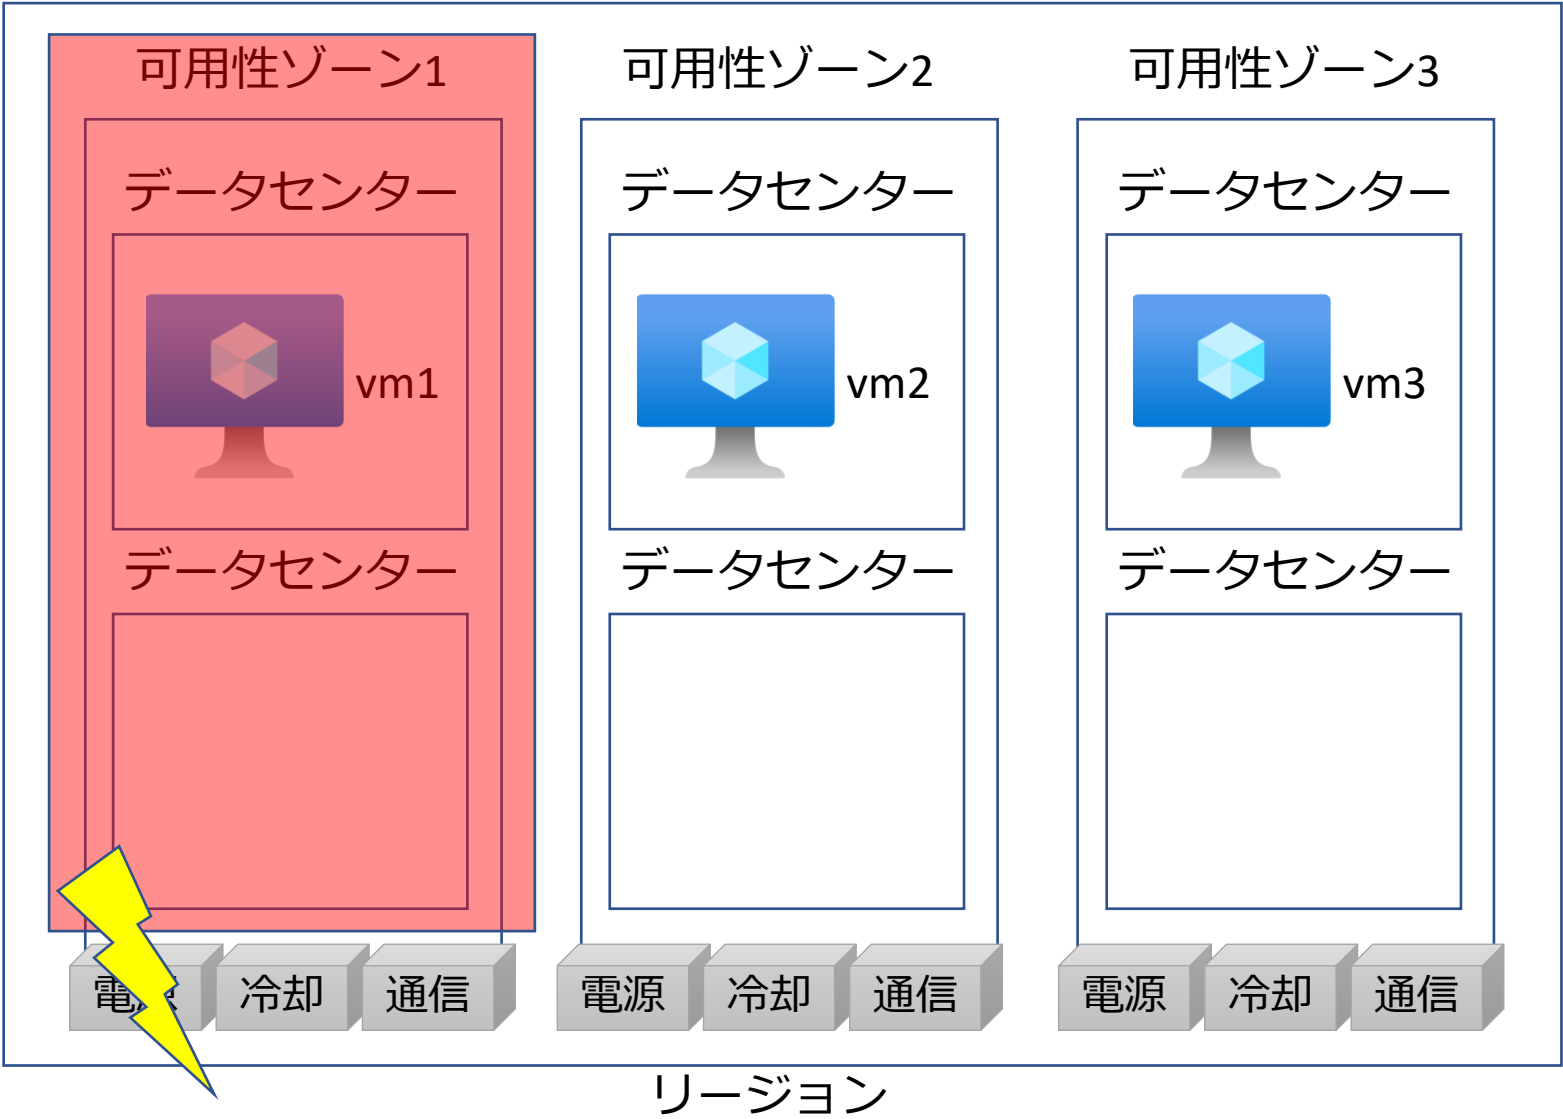 可用性ゾーン1
可用性ゾーン2
可用性ゾーン3
データセンター
データセンター
データセンター
vm1
vm2
vm3
データセンター
データセンター
データセンター
電源
冷却
通信
電源
冷却
通信
電源
冷却
通信
リージョン